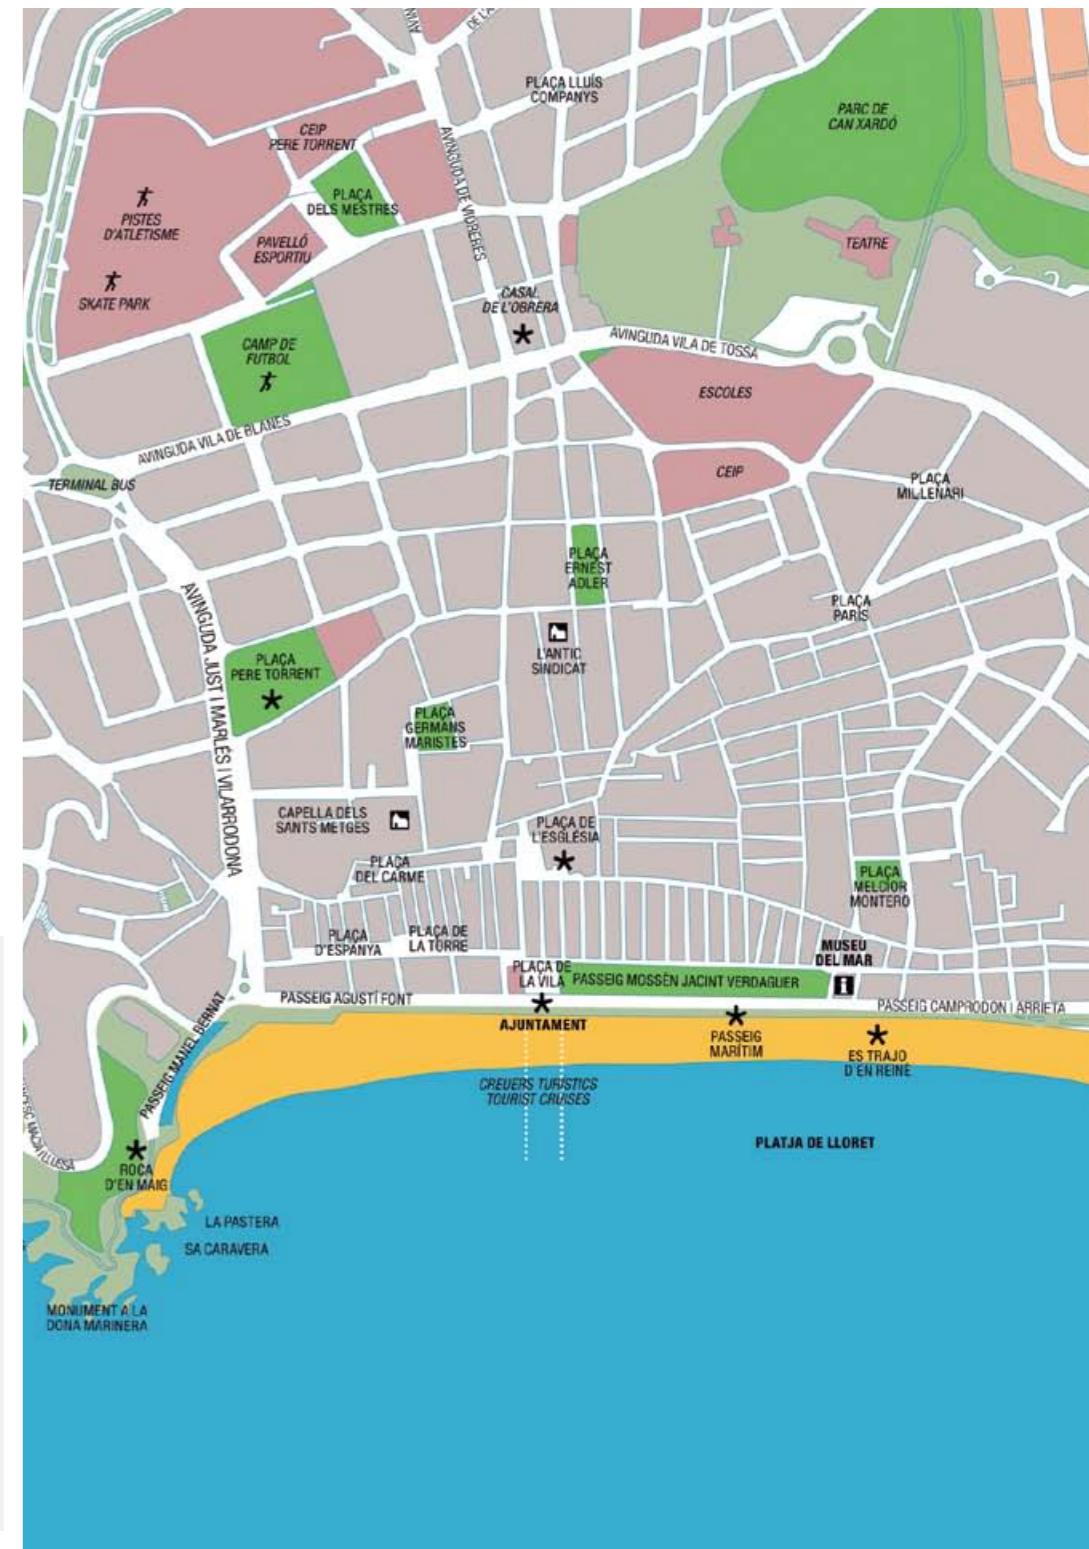 DE L'A
PLAÇA LLUÍS
COMPANYS
PARC DE
CAN XARDÓ
CEIP
PERE TORRENT
AVINGUDA DE VIDRERES
PLAÇA
DELS MESTRES
PISTES
D'ATLETISME
PAVELLÓ
ESPORTIU
TEATRE
SKATE PARK
CASAL
DE L'OBRERA
CAMP DE
FUTBOL
AVINGUDA VILA DE TOSSA
ESCOLES
AVINGUDA VILA DE BLANES
TERMINAL BUS
CEIP
PLAÇA
MIL·LENARI
PLAÇA
ERNEST
ADLER
PLAÇA
PARÍS
AVINGUDA JUST I MARLÈS I VILARRODONA
L'ANTIC
SINDICAT
PLAÇA
PERE TORRENT
PLAÇA
GERMANS
MARISTES
CAPELLA DELS
SANTS METGES
PLAÇA DE
L'ESGLÉSIA
PLAÇA
DEL CARME
PLAÇA
MELCIOR
MONTERO
PLAÇA
D'ESPANYA
PLAÇA DE
LA TORRE
MUSEU
DEL MAR
PLAÇA DE
LA VILA
PASSEIG MOSSÈN JACINT VERDAGUER
PASSEIG AGUSTÍ FONT
PASSEIG CAMPRODON I ARRIETA
AJUNTAMENT
PASSEIG
MARÍTIM
ES TRAJO
D'EN REINÉ
PASSEIG MANEL BERNAT
CREUERS TURÍSTICS
TOURIST CRUISES
PLATJA DE LLORET
ROCA
D'EN MAIG
LA PASTERA
SA CARAVERA
MONUMENT A LA
DONA MARINERA